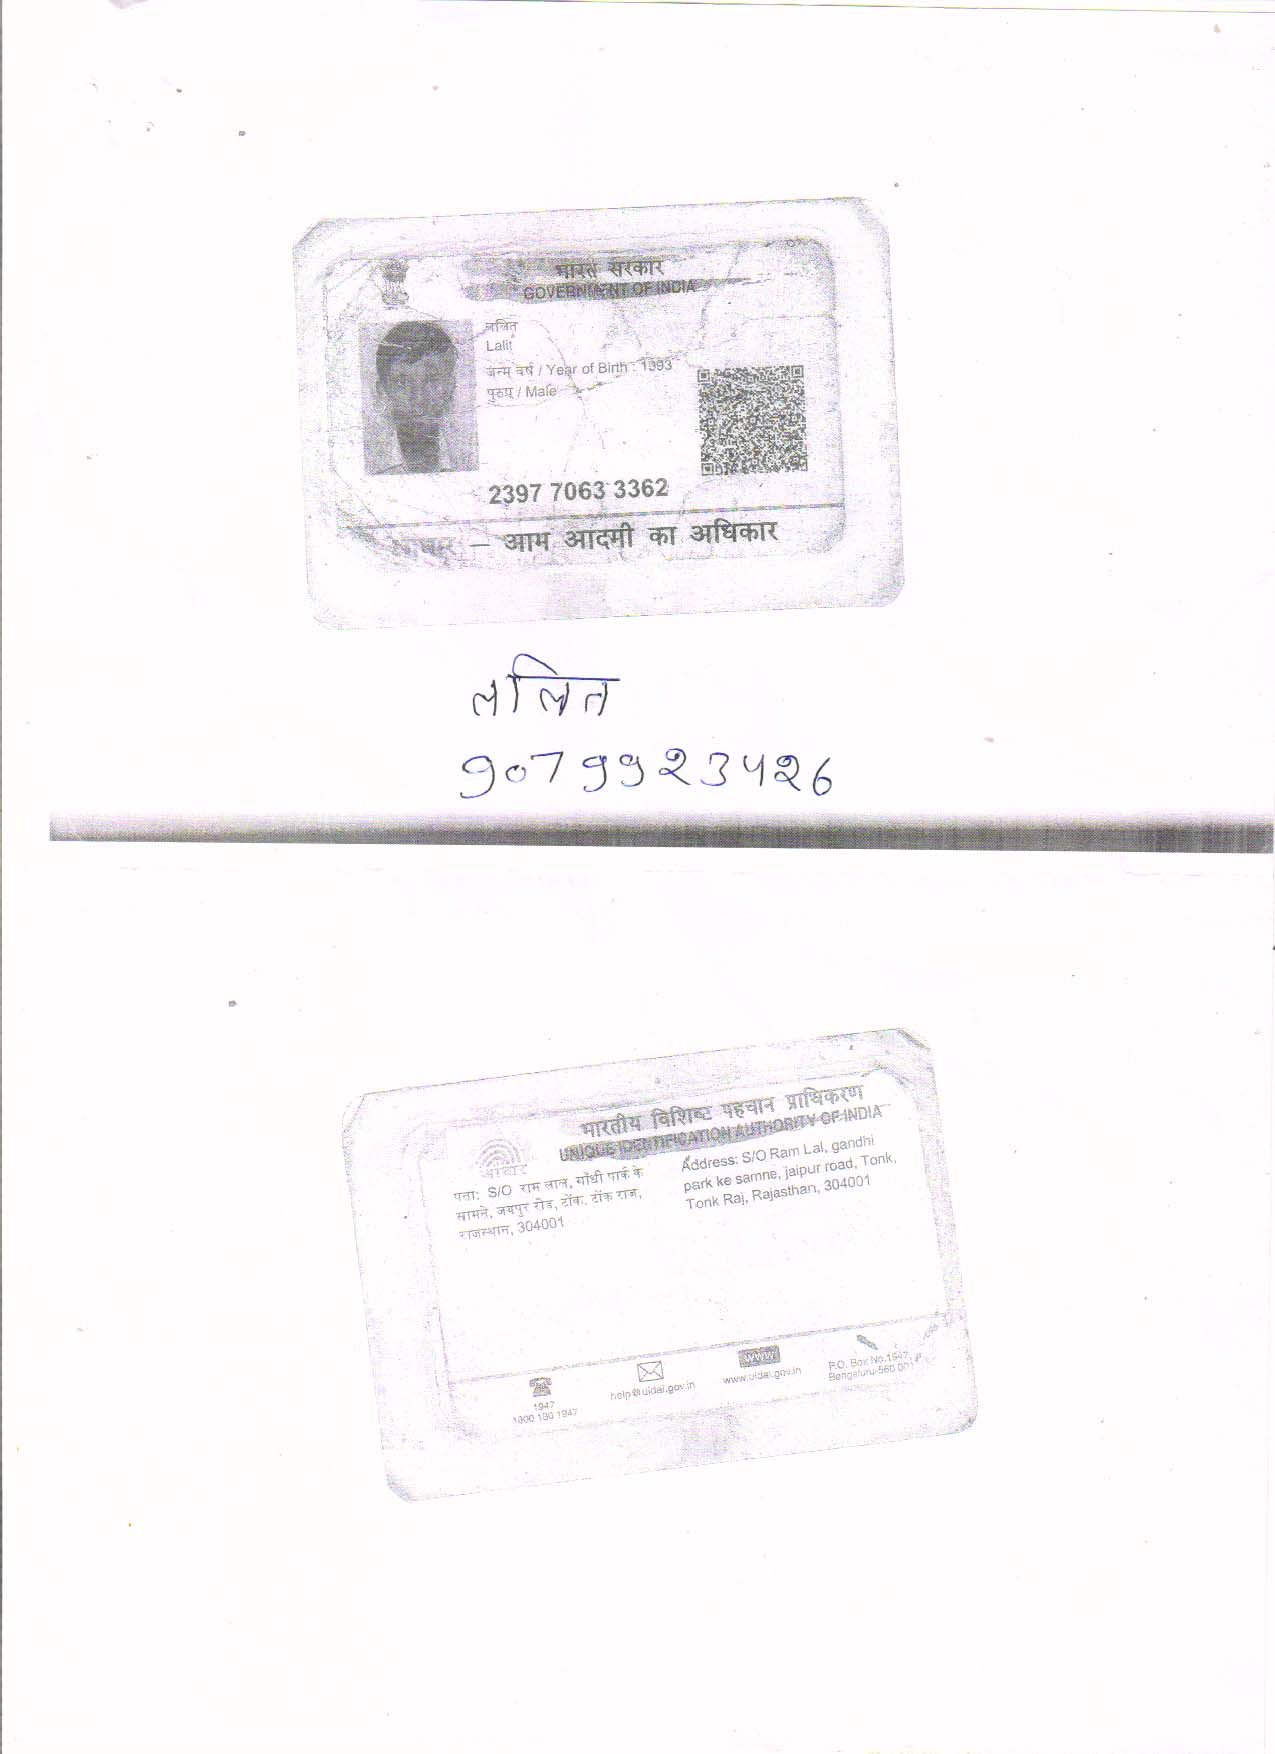 भारत सरकार
GOVERNMENT OF INDIA
ललित
Lalit
जन्म वर्ष / Year of Birth : 1993
पुरुष / Male
2397 7063 3362
आधार – आम आदमी का अधिकार
ललित
9079923426
भारतीय विशिष्ट पहचान प्राधिकरण
UNIQUE IDENTIFICATION AUTHORITY OF INDIA
आधार
पता: S/O राम लाल, गाँधी पार्क के
सामने, जयपुर रोड, टोंक, टोंक राज,
राजस्थान, 304001
Address: S/O Ram Lal, gandhi
park ke samne, jaipur road, Tonk,
Tonk Raj, Rajasthan, 304001
1947
1800 180 1947
help@uidai.gov.in
www
www.uidai.gov.in
P.O. Box No.1947,
Bengaluru-560 001